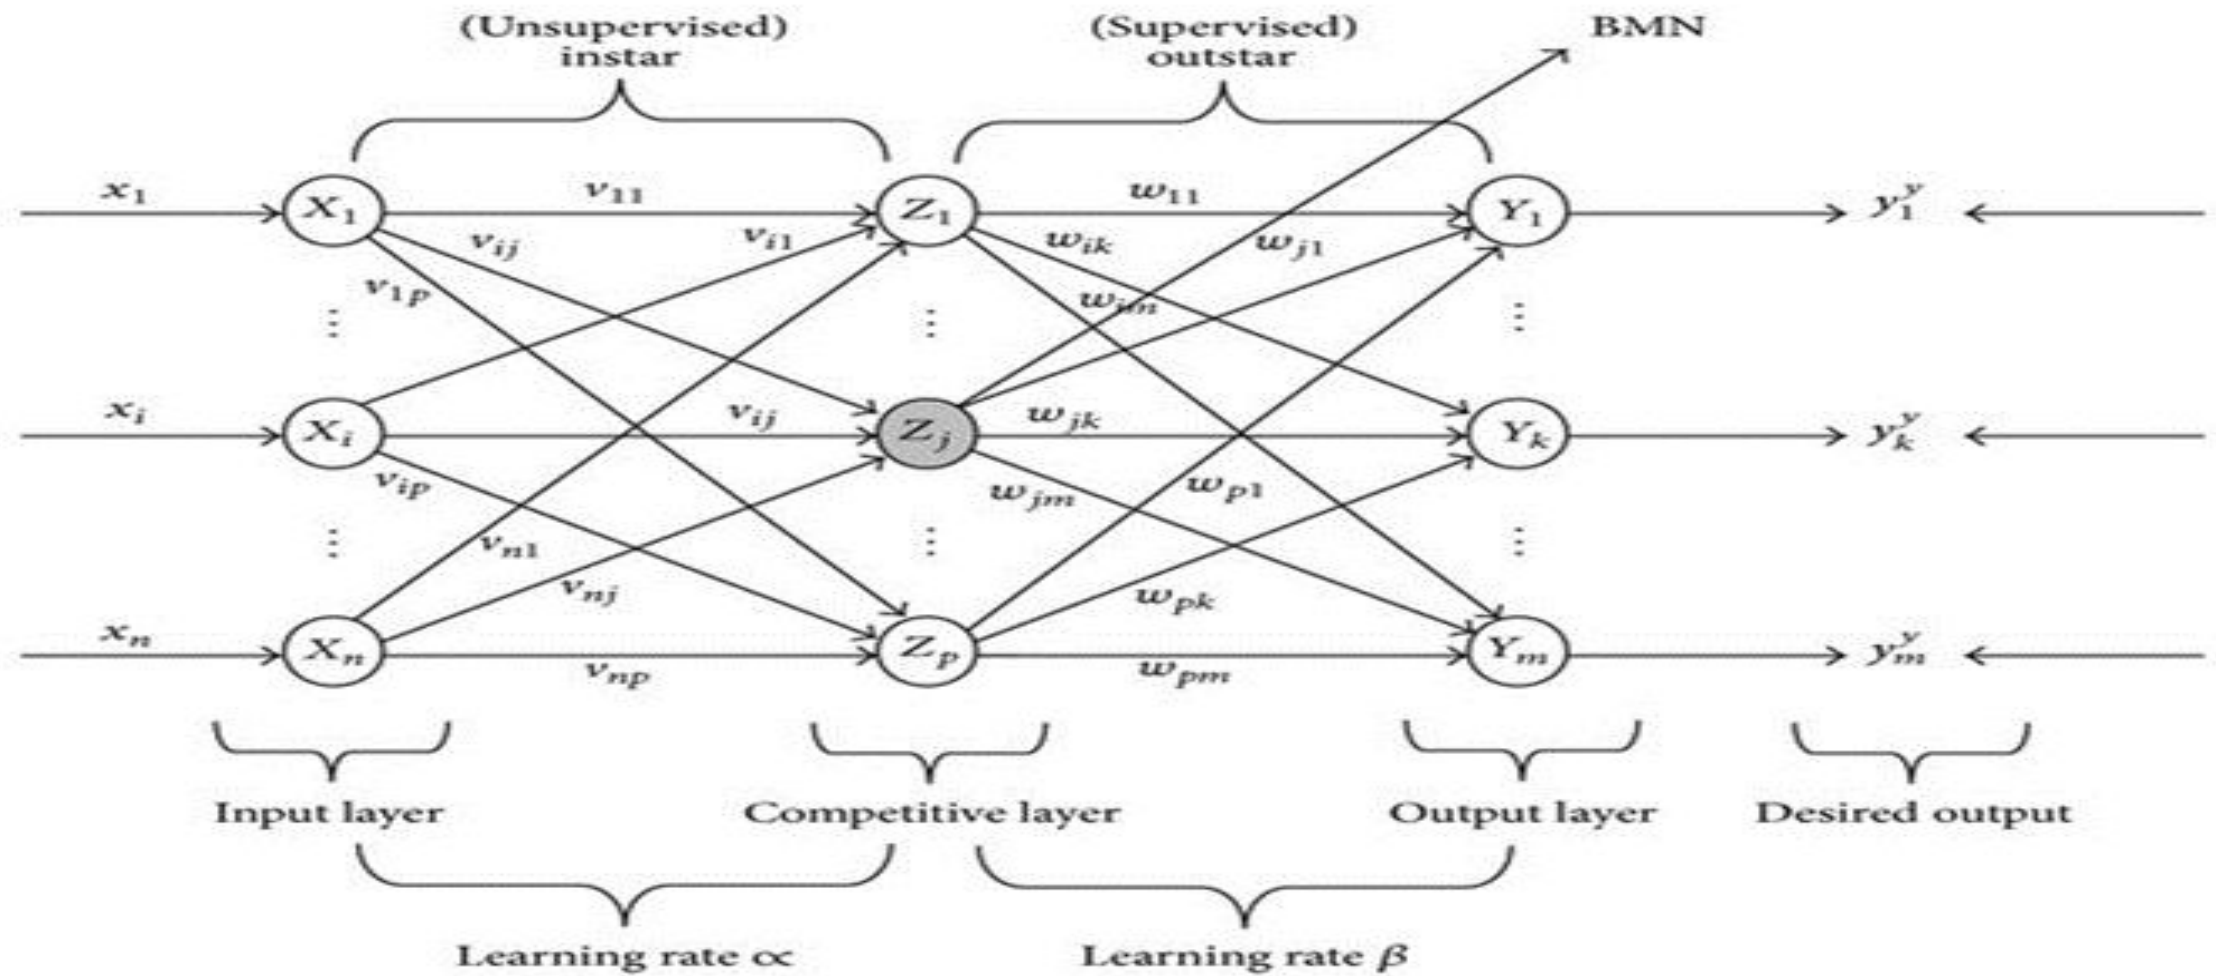 (Unsupervised)
instar
(Supervised)
outstar
BMN
x₁
X₁
v₁₁
Z₁
w₁₁
Y₁
y₁ʸ
vᵢⱼ
vᵢ₁
wᵢₖ
wⱼ₁
v₁ₚ
wᵢₘ
xᵢ
Xᵢ
vᵢⱼ
Zⱼ
wⱼₖ
Yₖ
yₖʸ
vᵢₚ
wⱼₘ
wₚ₁
vₙ₁
vₙⱼ
wₚₖ
xₙ
Xₙ
vₙₚ
Zₚ
wₚₘ
Yₘ
yₘʸ
Input layer
Competitive layer
Output layer
Desired output
Learning rate ∝
Learning rate β